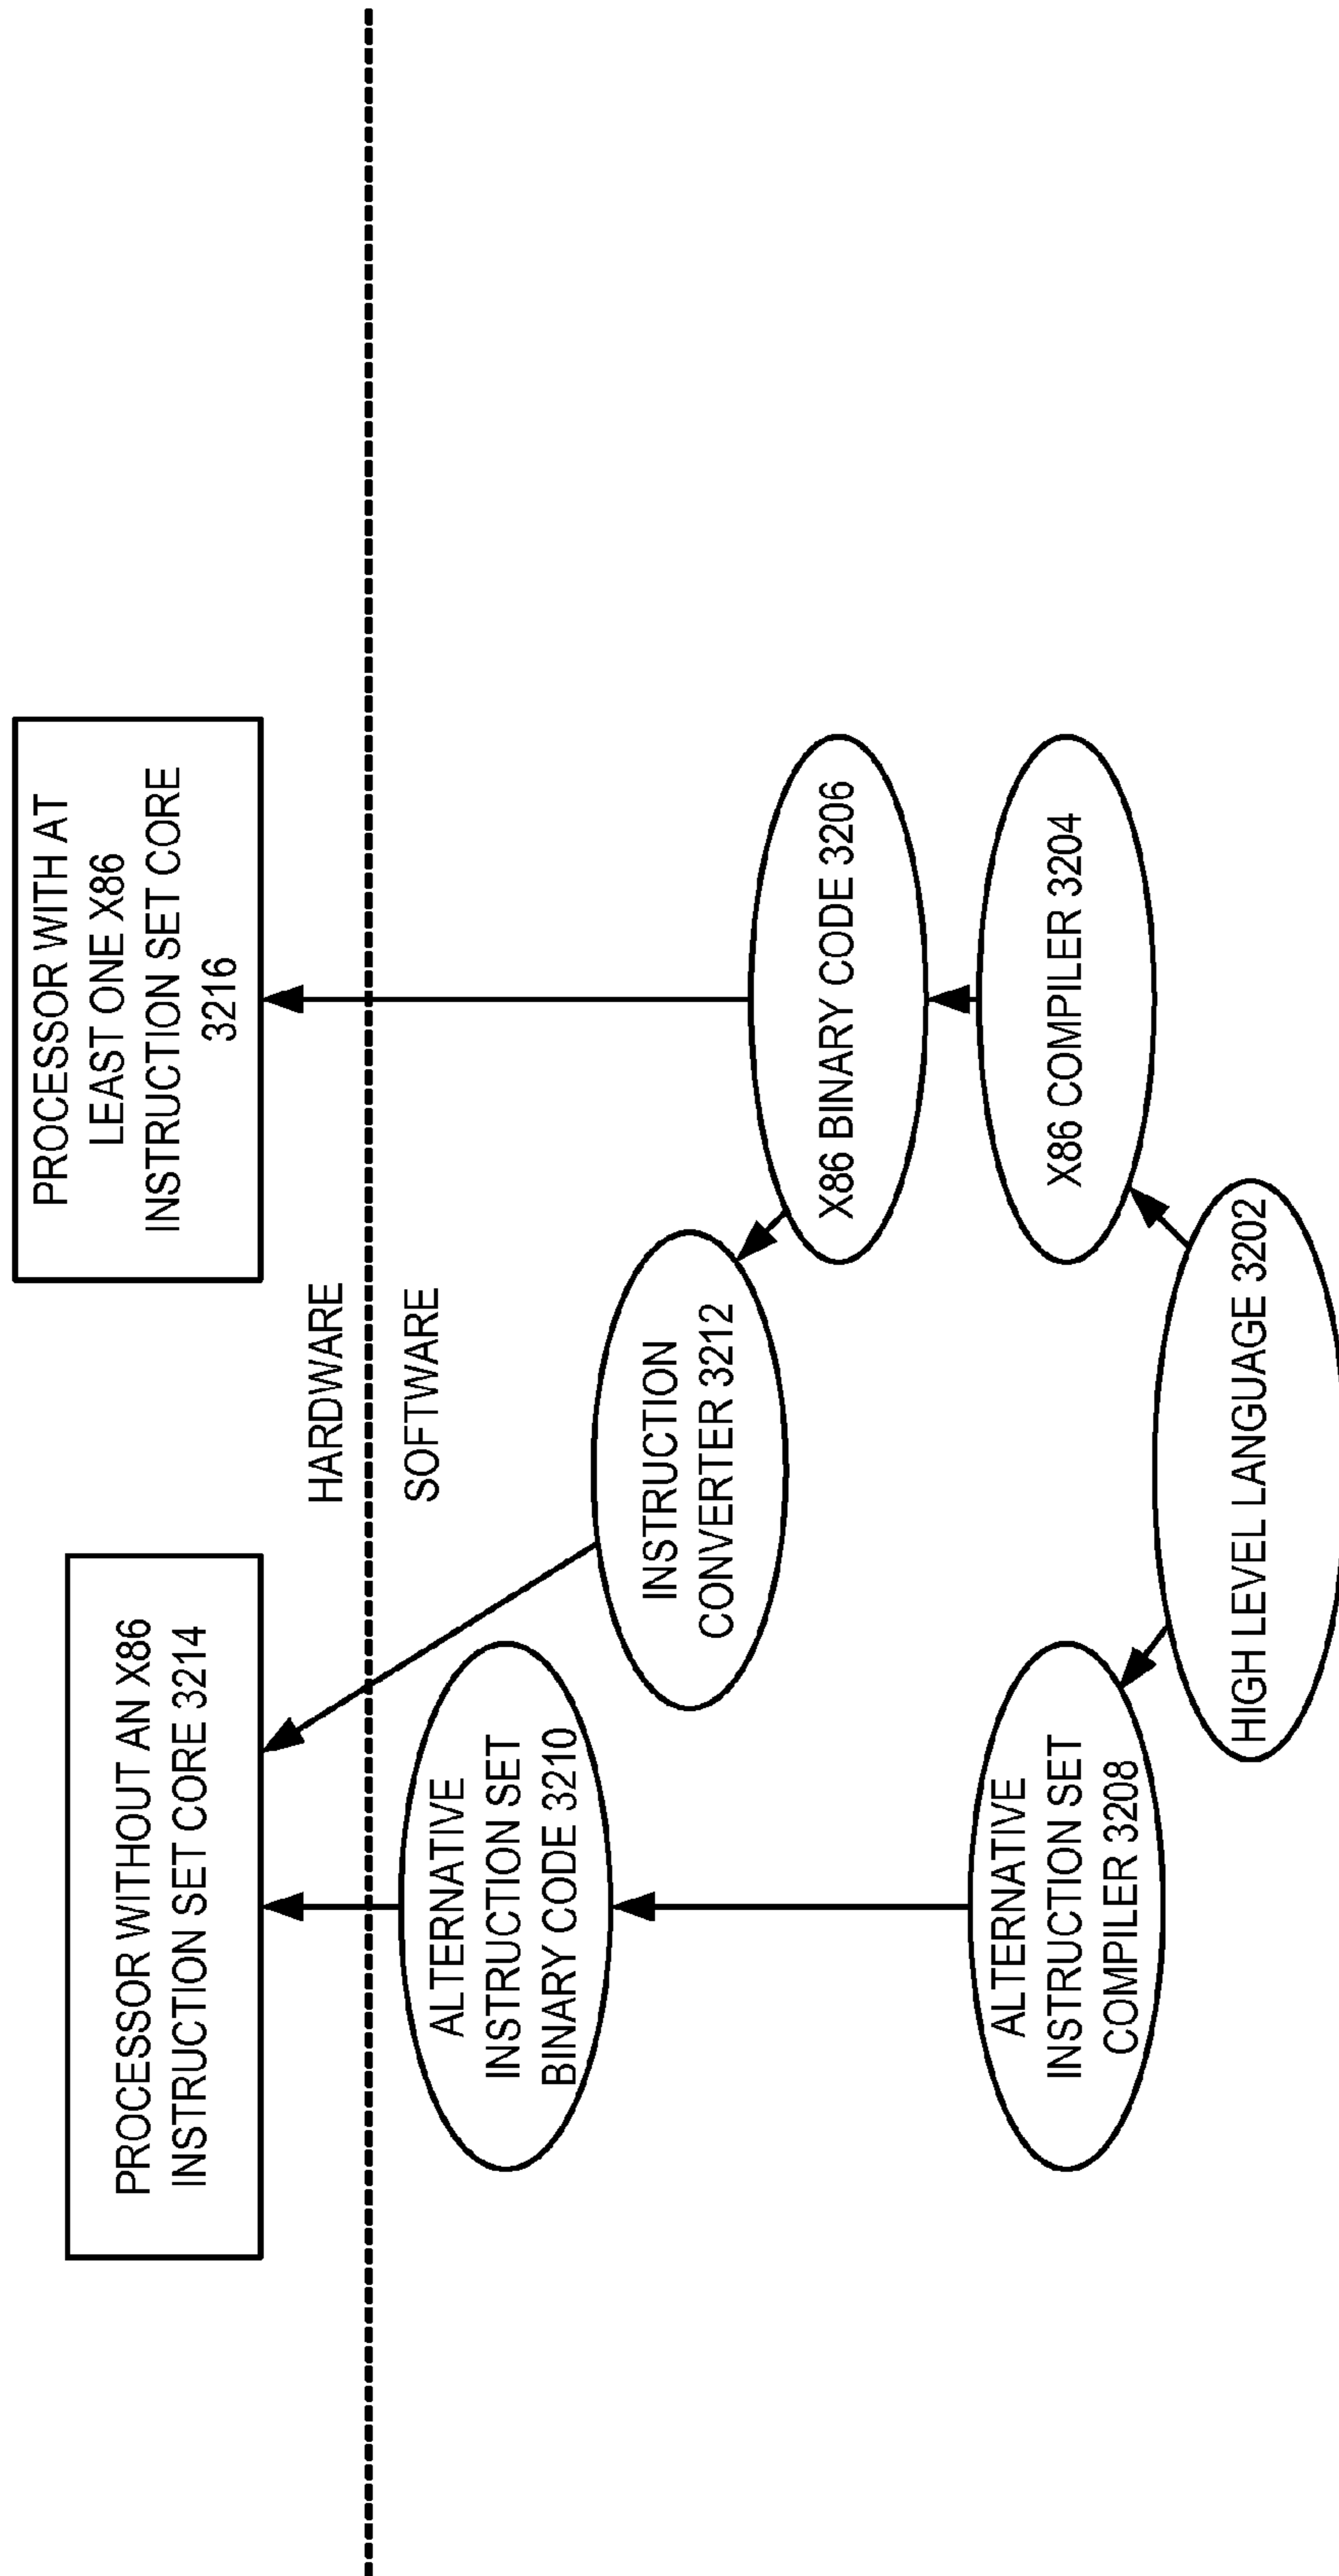 PROCESSOR WITHOUT AN X86
INSTRUCTION SET CORE 3214
PROCESSOR WITH AT
LEAST ONE X86
INSTRUCTION SET CORE
3216
HARDWARE
SOFTWARE
ALTERNATIVE
INSTRUCTION SET
BINARY CODE 3210
INSTRUCTION
CONVERTER 3212
X86 BINARY CODE 3206
ALTERNATIVE
INSTRUCTION SET
COMPILER 3208
X86 COMPILER 3204
HIGH LEVEL LANGUAGE 3202